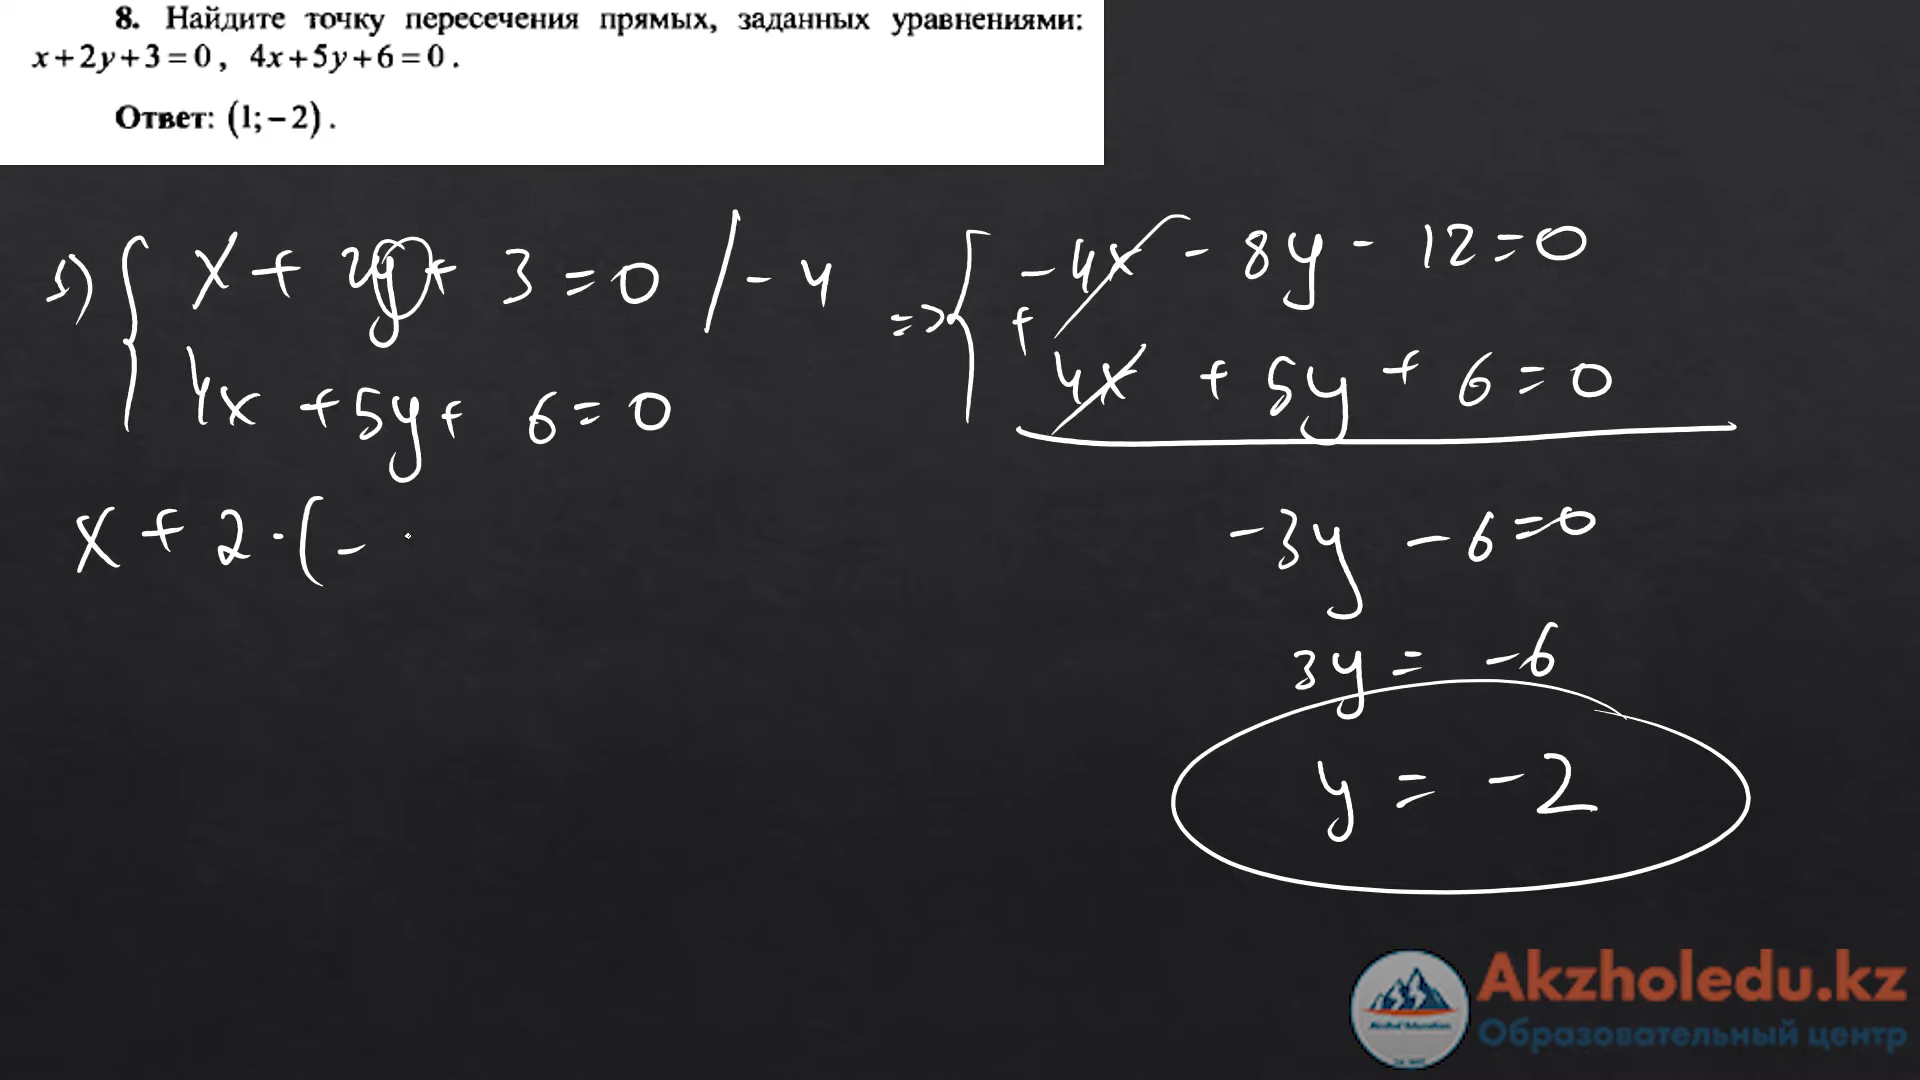 8. Найдите точку пересечения прямых, заданных уравнениями:
x+2y+3=0, 4x+5y+6=0.
Ответ: (1;−2).
1) { x + 2y + 3 = 0 / - 4
4x + 5y + 6 = 0
=> { -4x - 8y - 12 = 0
+
4x + 5y + 6 = 0
-3y - 6 = 0
3y = -6
y = -2
x + 2 · ( -
Akzholedu.kz
Образовательный центр